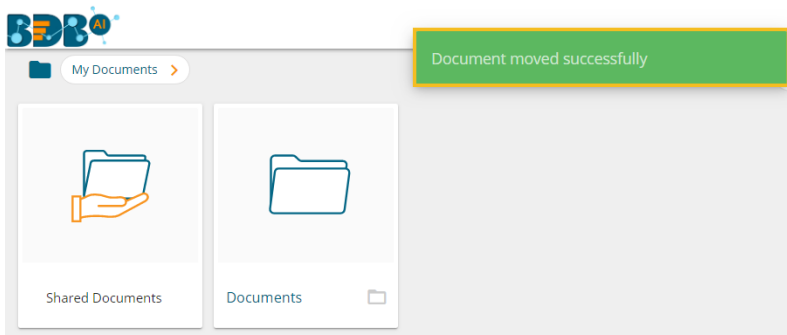 BDB AI
Document moved successfully
My Documents
Shared Documents
Documents